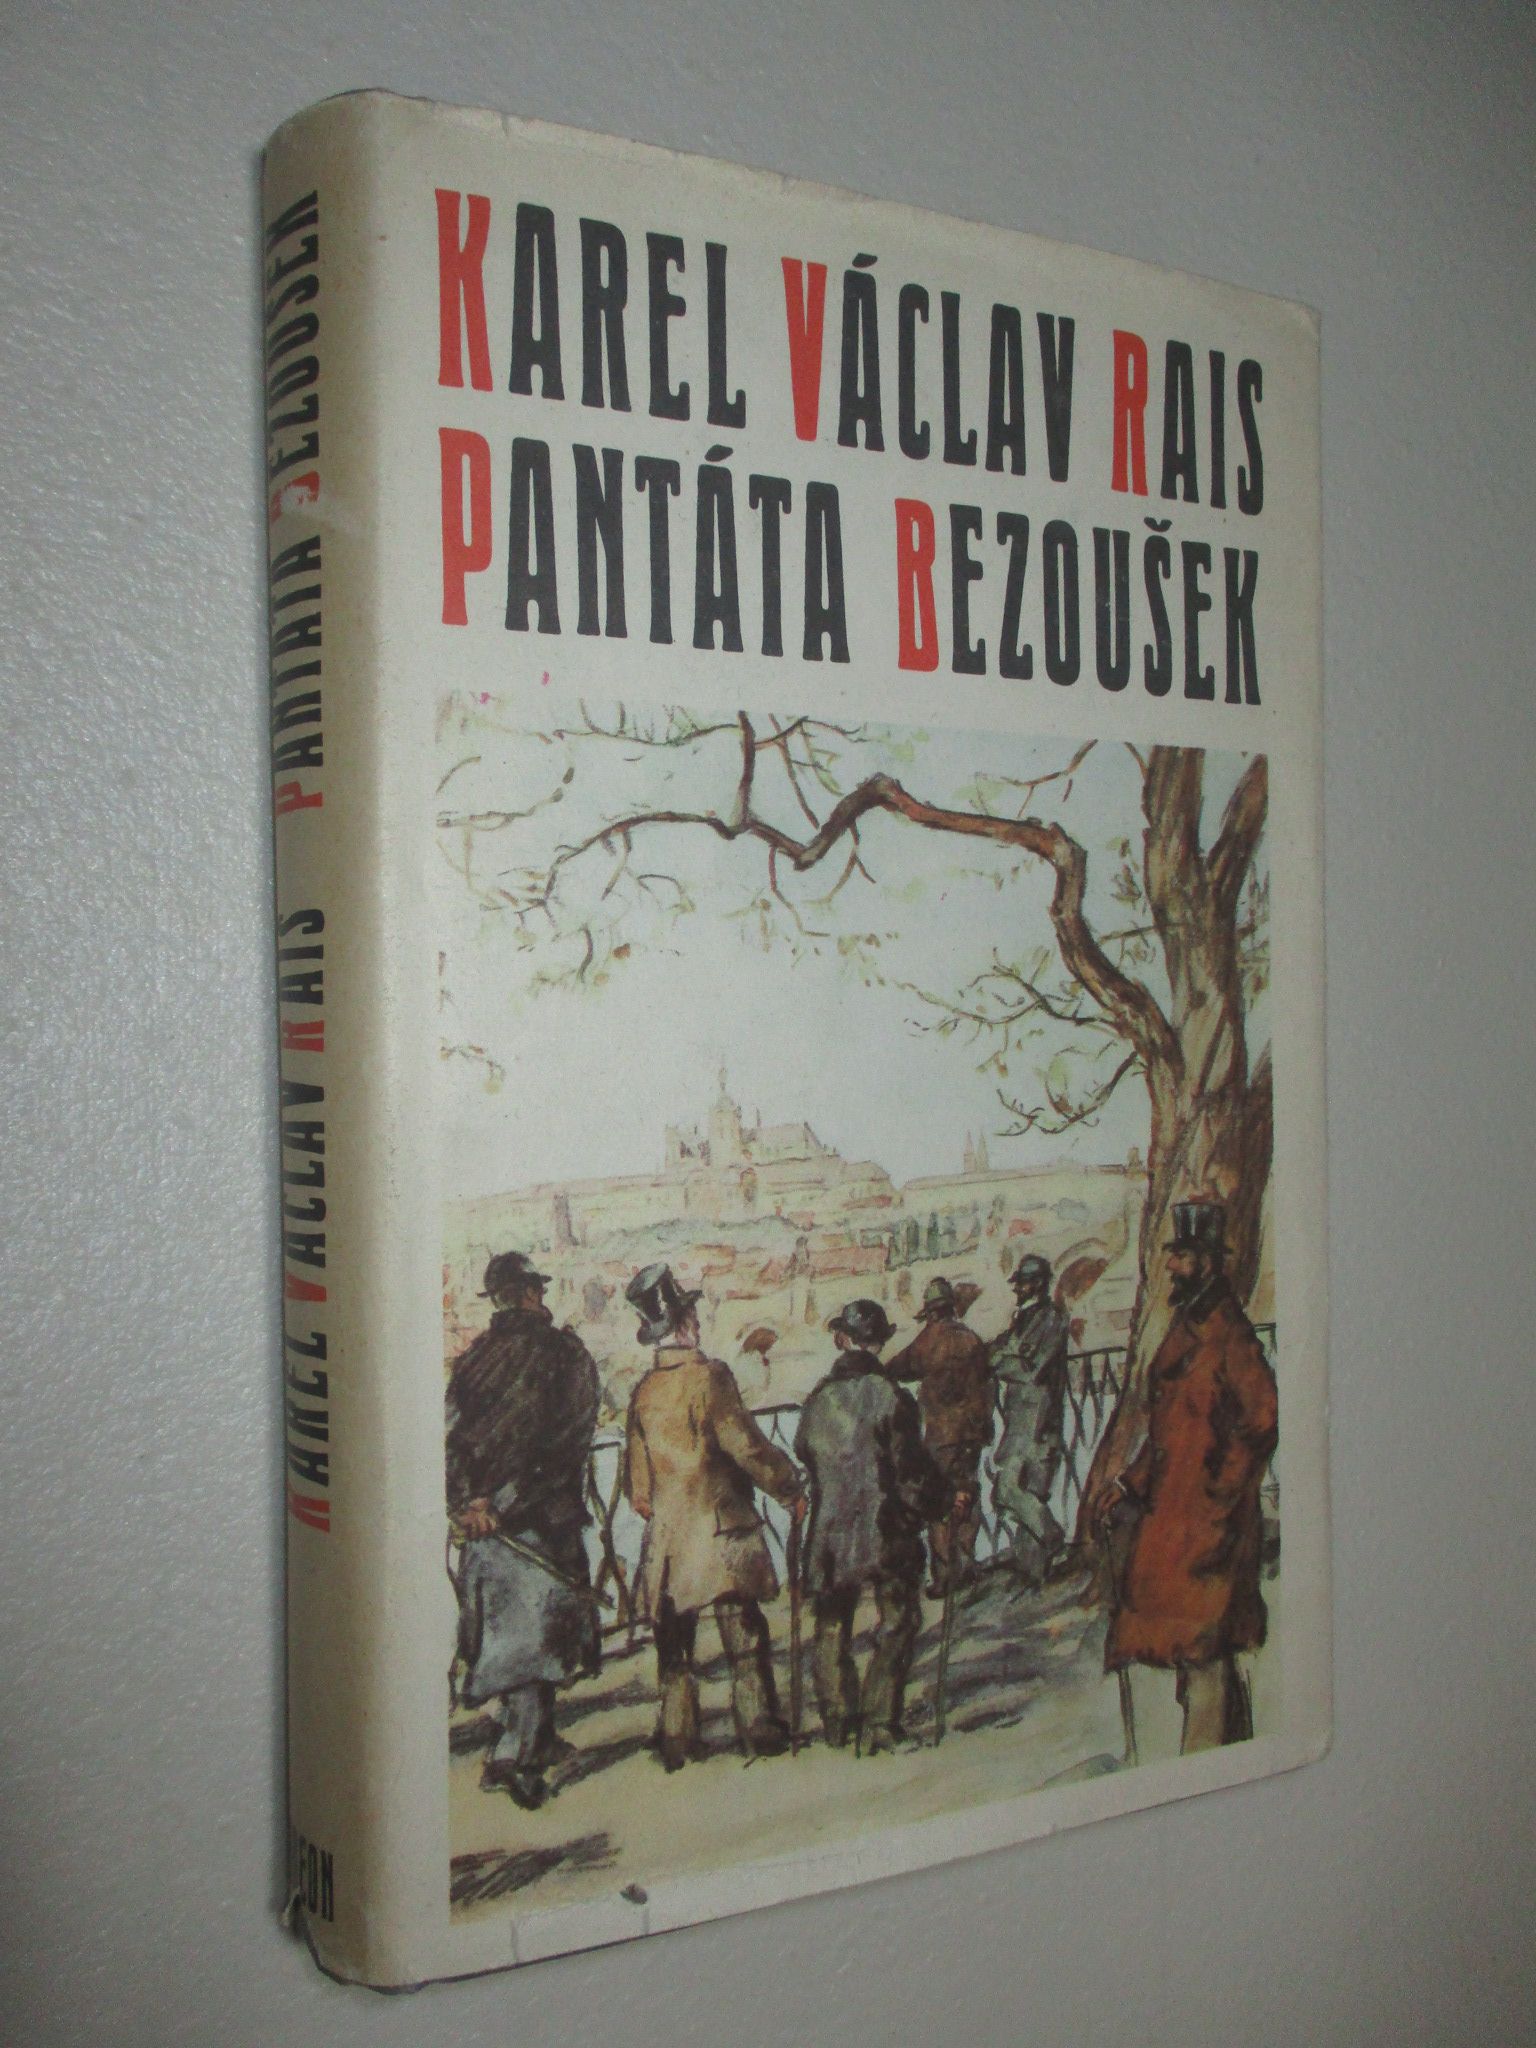 KAREL VÁCLAV RAIS
PANTÁTA BEZOUŠEK
KAREL VÁCLAV RAIS PANTÁTA BEZOUŠEK